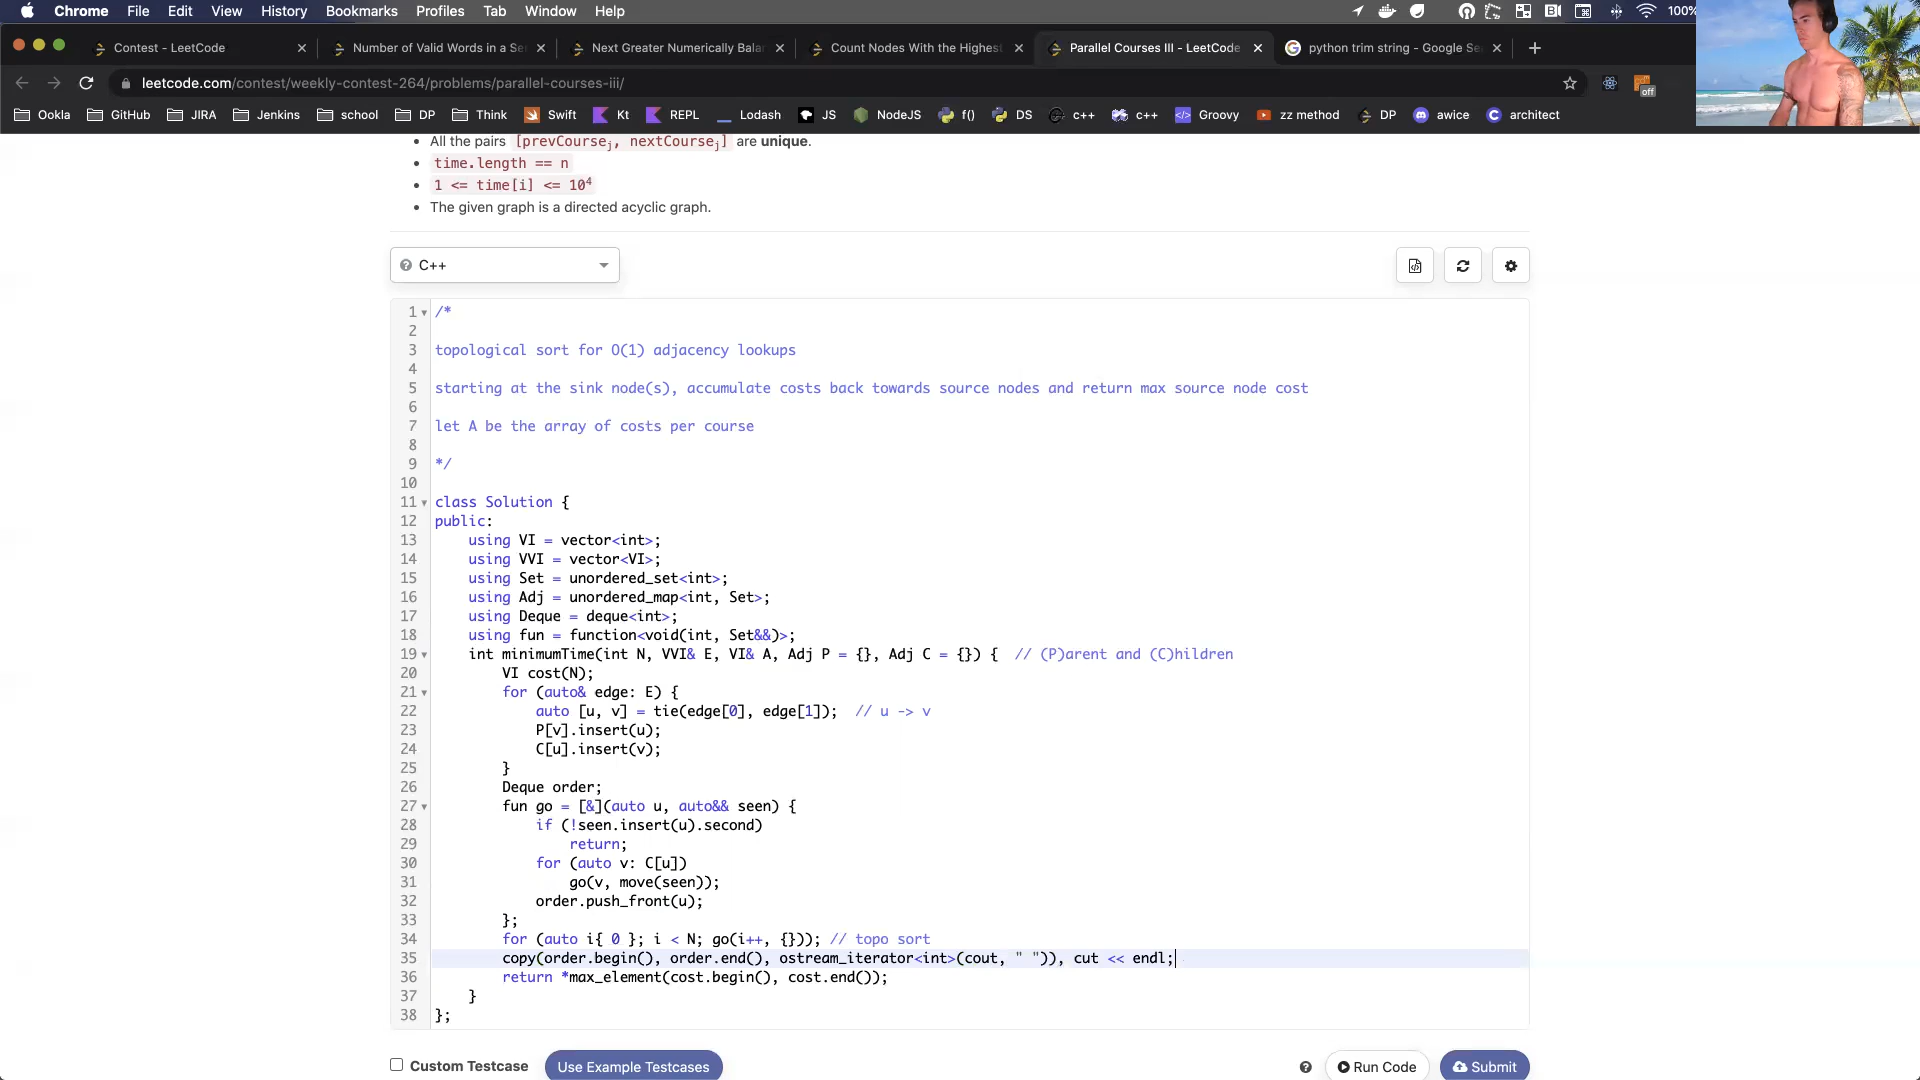 Chrome File Edit View History Bookmarks Profiles Tab Window Help 100%
Contest - LeetCode Number of Valid Words in a Se Next Greater Numerically Bala Count Nodes With the Highest Parallel Courses III - LeetCode python trim string - Google Se
leetcode.com/contest/weekly-contest-264/problems/parallel-courses-iii/ off
Ookla GitHub JIRA Jenkins school DP Think Swift Kt REPL Lodash JS NodeJS f() DS c++ c++ Groovy zz method DP awice architect
• All the pairs [prevCoursej, nextCoursej] are unique.
• time.length == n
• 1 <= time[i] <= 10⁴
• The given graph is a directed acyclic graph.
C++
1 /*
2
3 topological sort for O(1) adjacency lookups
4
5 starting at the sink node(s), accumulate costs back towards source nodes and return max source node cost
6
7 let A be the array of costs per course
8
9 */
10
11 class Solution {
12 public:
13     using VI = vector<int>;
14     using VVI = vector<VI>;
15     using Set = unordered_set<int>;
16     using Adj = unordered_map<int, Set>;
17     using Deque = deque<int>;
18     using fun = function<void(int, Set&&)>;
19     int minimumTime(int N, VVI& E, VI& A, Adj P = {}, Adj C = {}) {  // (P)arent and (C)hildren
20         VI cost(N);
21         for (auto& edge: E) {
22             auto [u, v] = tie(edge[0], edge[1]);  // u -> v
23             P[v].insert(u);
24             C[u].insert(v);
25         }
26         Deque order;
27         fun go = [&](auto u, auto&& seen) {
28             if (!seen.insert(u).second)
29                 return;
30             for (auto v: C[u])
31                 go(v, move(seen));
32             order.push_front(u);
33         };
34         for (auto i{ 0 }; i < N; go(i++, {})); // topo sort
35         copy(order.begin(), order.end(), ostream_iterator<int>(cout, " ")), cut << endl;
36         return *max_element(cost.begin(), cost.end());
37     }
38 };
Custom Testcase Use Example Testcases Run Code Submit